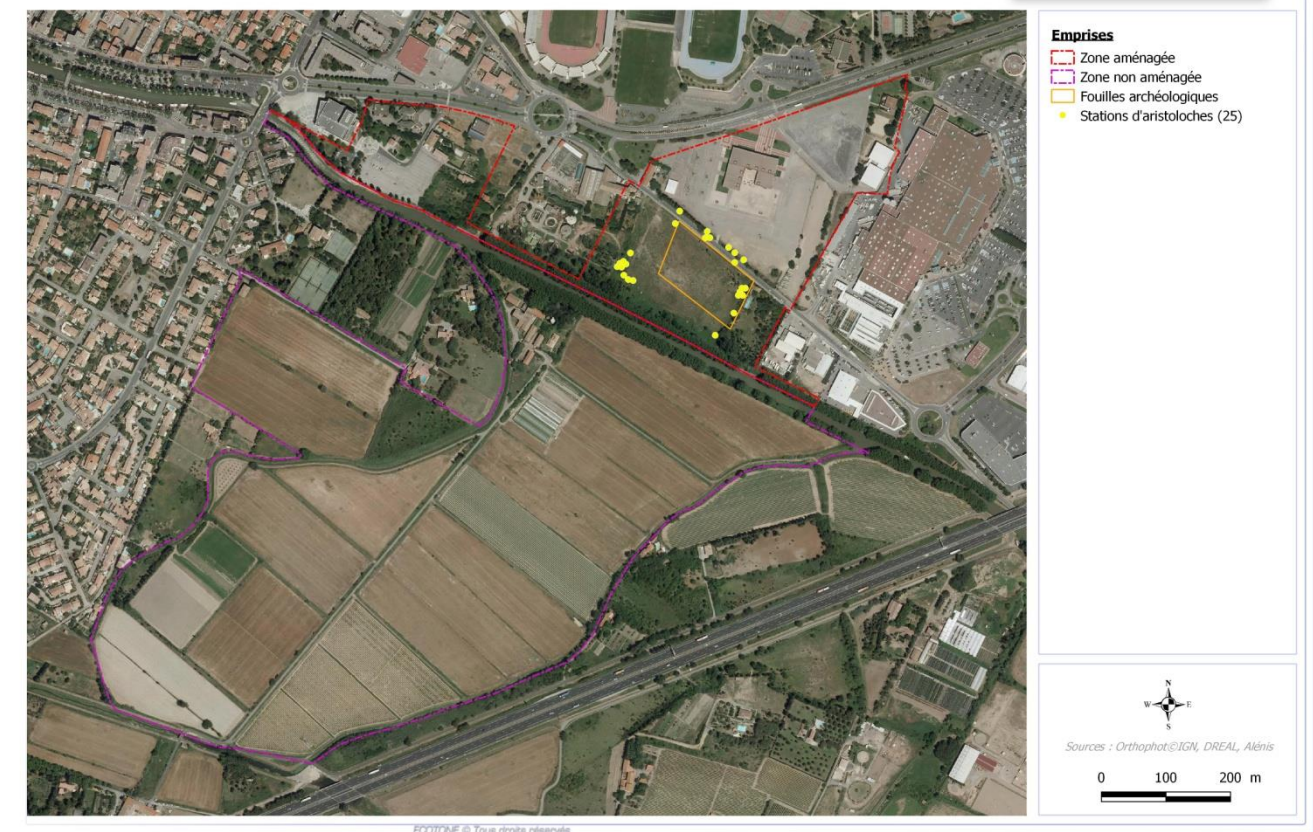 Emprises
Zone aménagée
Zone non aménagée
Fouilles archéologiques
Stations d'aristoloches (25)
N
W E
S
Sources : Orthophot©IGN, DREAL, Alénis
0 100 200 m
ECOTONE © Tous droits réservés